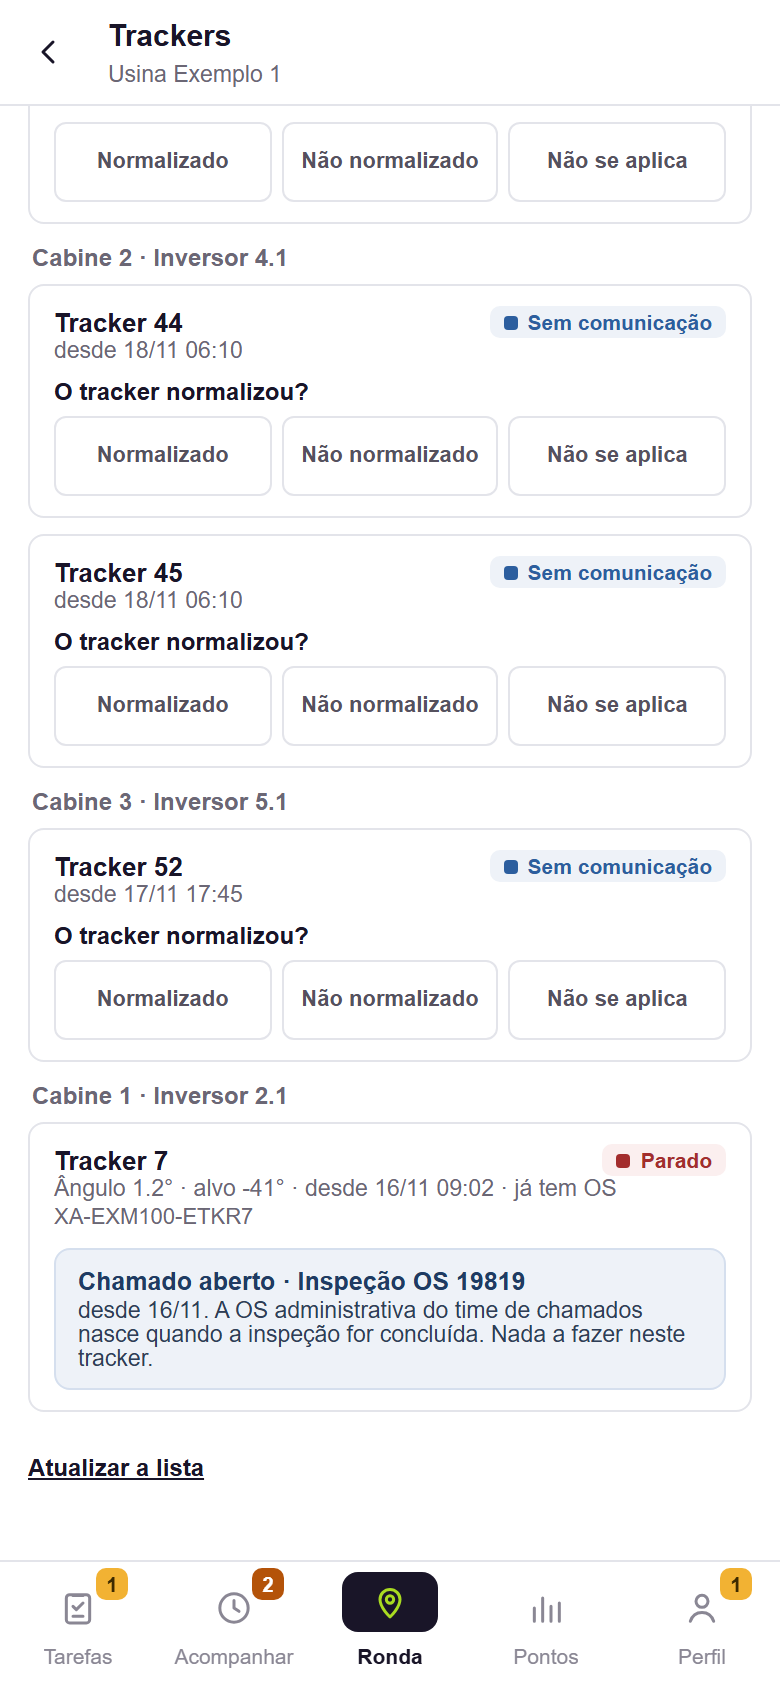 Trackers
Usina Exemplo 1
Normalizado
Não normalizado
Não se aplica
Cabine 2 · Inversor 4.1
Tracker 44
Sem comunicação
desde 18/11 06:10
O tracker normalizou?
Normalizado
Não normalizado
Não se aplica
Tracker 45
Sem comunicação
desde 18/11 06:10
O tracker normalizou?
Normalizado
Não normalizado
Não se aplica
Cabine 3 · Inversor 5.1
Tracker 52
Sem comunicação
desde 17/11 17:45
O tracker normalizou?
Normalizado
Não normalizado
Não se aplica
Cabine 1 · Inversor 2.1
Tracker 7
Parado
Ângulo 1.2° · alvo -41° · desde 16/11 09:02 · já tem OS
XA-EXM100-ETKR7
Chamado aberto · Inspeção OS 19819
desde 16/11. A OS administrativa do time de chamados
nasce quando a inspeção for concluída. Nada a fazer neste
tracker.
Atualizar a lista
1
2
1
Tarefas
Acompanhar
Ronda
Pontos
Perfil